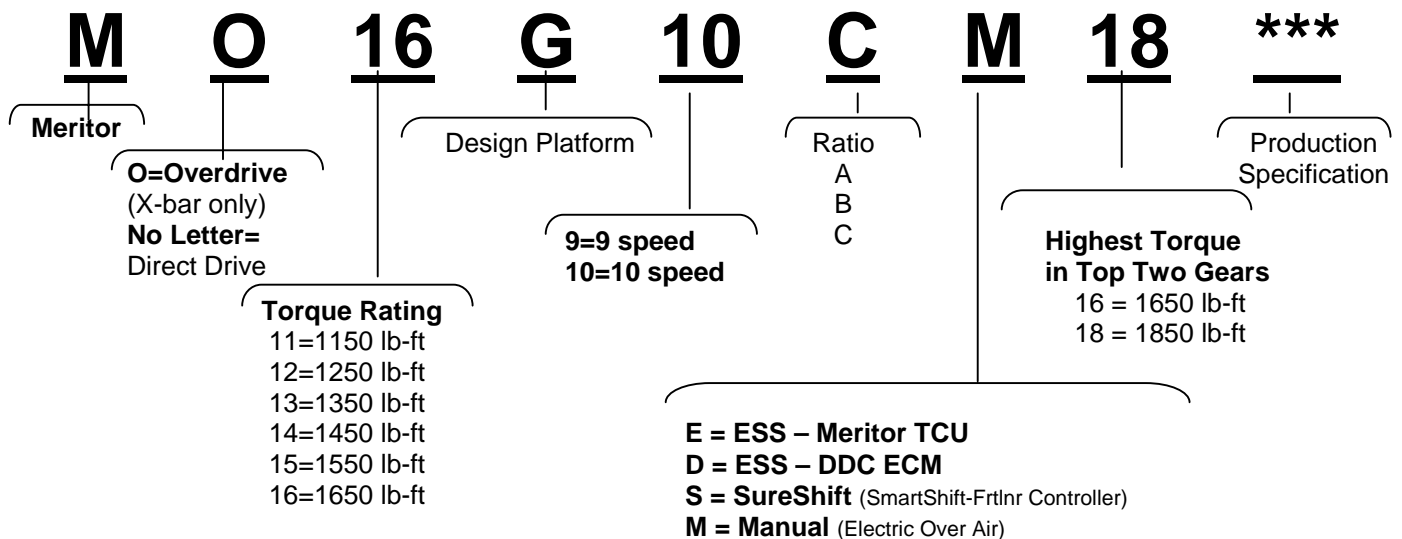 M O 16 G 10 C M 18 ***
Meritor
O=Overdrive
(X-bar only)
No Letter=
Direct Drive
Torque Rating
11=1150 lb-ft
12=1250 lb-ft
13=1350 lb-ft
14=1450 lb-ft
15=1550 lb-ft
16=1650 lb-ft
Design Platform
9=9 speed
10=10 speed
Ratio
A
B
C
E = ESS – Meritor TCU
D = ESS – DDC ECM
S = SureShift (SmartShift-Frtlnr Controller)
M = Manual (Electric Over Air)
Highest Torque
in Top Two Gears
16 = 1650 lb-ft
18 = 1850 lb-ft
Production
Specification